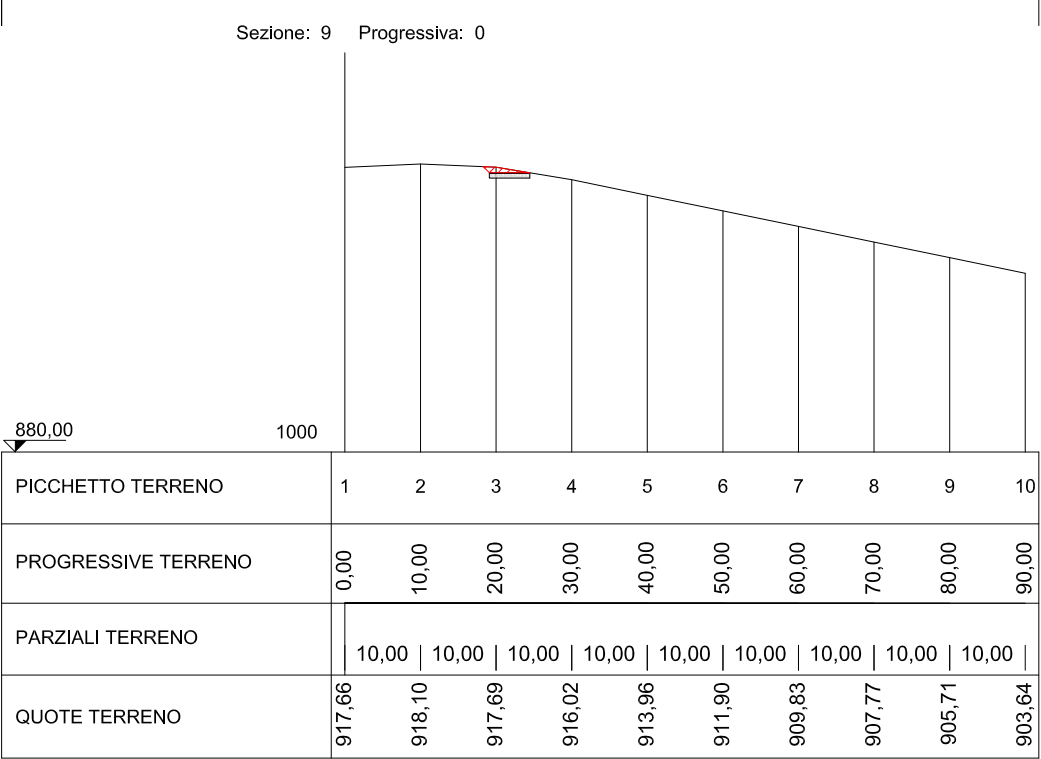 Sezione: 9 Progressiva: 0
880,00 1000
PICCHETTO TERRENO 1 2 3 4 5 6 7 8 9 10
PROGRESSIVE TERRENO 0,00 10,00 20,00 30,00 40,00 50,00 60,00 70,00 80,00 90,00
PARZIALI TERRENO 10,00 10,00 10,00 10,00 10,00 10,00 10,00 10,00 10,00
QUOTE TERRENO 917,66 918,10 917,69 916,02 913,96 911,90 909,83 907,77 905,71 903,64